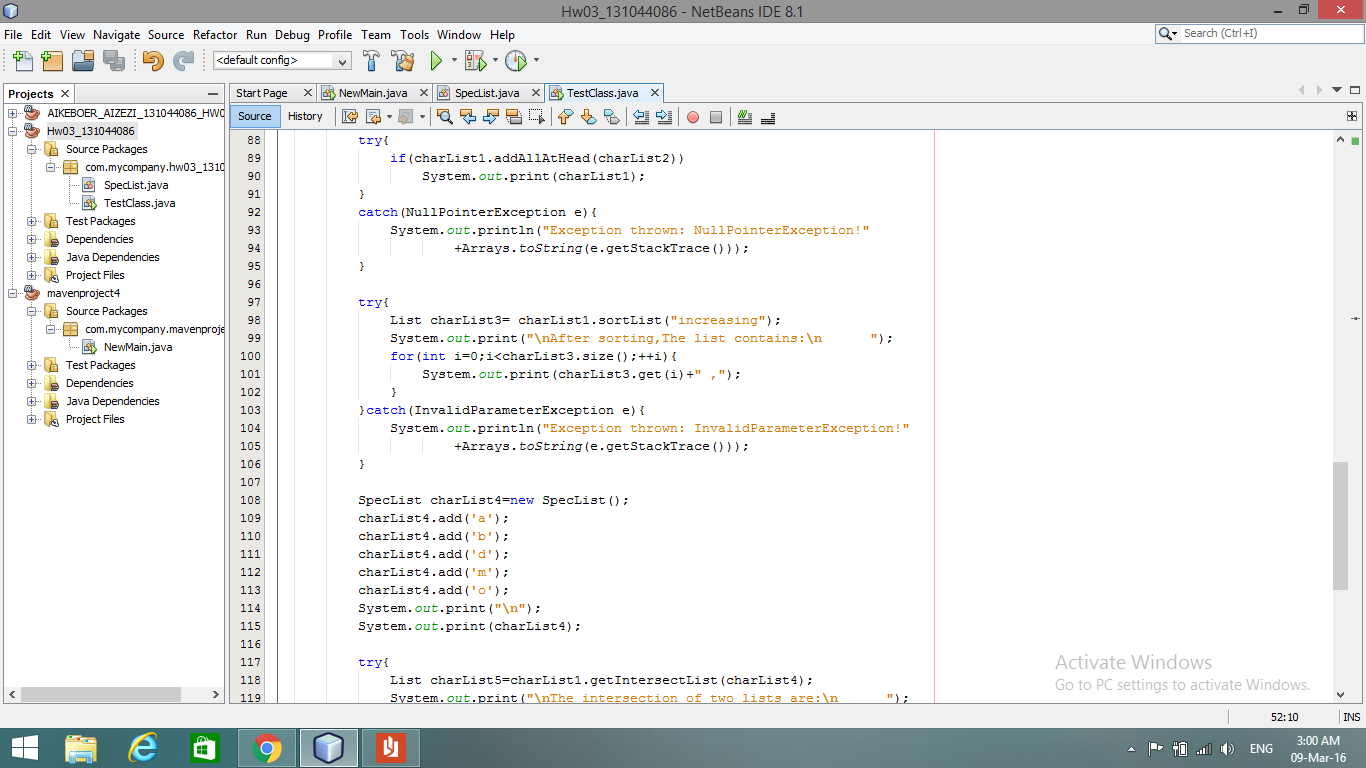 Hw03_131044086 - NetBeans IDE 8.1
File Edit View Navigate Source Refactor Run Debug Profile Team Tools Window Help
Search (Ctrl+I)
<default config>
Projects
AIKEBOER_AIZEZI_131044086_HW0
Hw03_131044086
Source Packages
com.mycompany.hw03_1310
SpecList.java
TestClass.java
Test Packages
Dependencies
Java Dependencies
Project Files
mavenproject4
Source Packages
com.mycompany.mavenproje
NewMain.java
Test Packages
Dependencies
Java Dependencies
Project Files
Start Page NewMain.java SpecList.java TestClass.java
Source History
88 try{
89 if(charList1.addAllAtHead(charList2))
90 System.out.print(charList1);
91 }
92 catch(NullPointerException e){
93 System.out.println("Exception thrown: NullPointerException!"
94 +Arrays.toString(e.getStackTrace()));
95 }
96
97 try{
98 List charList3= charList1.sortList("increasing");
99 System.out.print("\nAfter sorting,The list contains:\n      ");
100 for(int i=0;i<charList3.size();++i){
101 System.out.print(charList3.get(i)+" ,");
102 }
103 }catch(InvalidParameterException e){
104 System.out.println("Exception thrown: InvalidParameterException!"
105 +Arrays.toString(e.getStackTrace()));
106 }
107
108 SpecList charList4=new SpecList();
109 charList4.add('a');
110 charList4.add('b');
111 charList4.add('d');
112 charList4.add('m');
113 charList4.add('o');
114 System.out.print("\n");
115 System.out.print(charList4);
116
117 try{
118 List charList5=charList1.getIntersectList(charList4);
119 System.out.print("\nThe intersection of two lists are:\n      ");
Activate Windows
Go to PC settings to activate Windows.
52:10 INS
ENG
3:00 AM
09-Mar-16